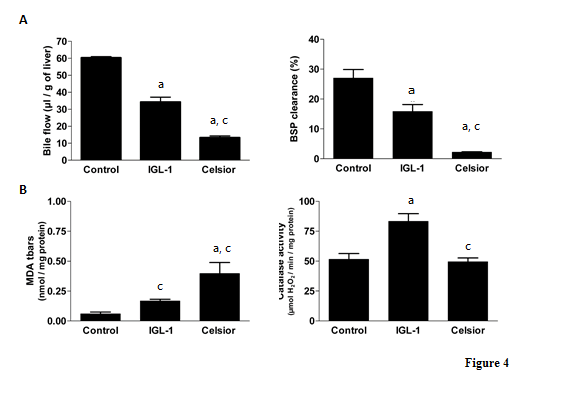 A
Bile flow (µl / g of liver)
70
60
50
40
30
20
10
0
a
a, c
Control IGL-1 Celsior
BSP clearance (%)
40
30
20
10
0
a
a, c
Control IGL-1 Celsior
B
MDA tbars
(nmol / mg protein)
1.00
0.75
0.50
0.25
0.00
c
a, c
Control IGL-1 Celsior
Catalase activity
(µmol H₂O₂ / min / mg protein)
100
75
50
25
0
a
c
Control IGL-1 Celsior
Figure 4